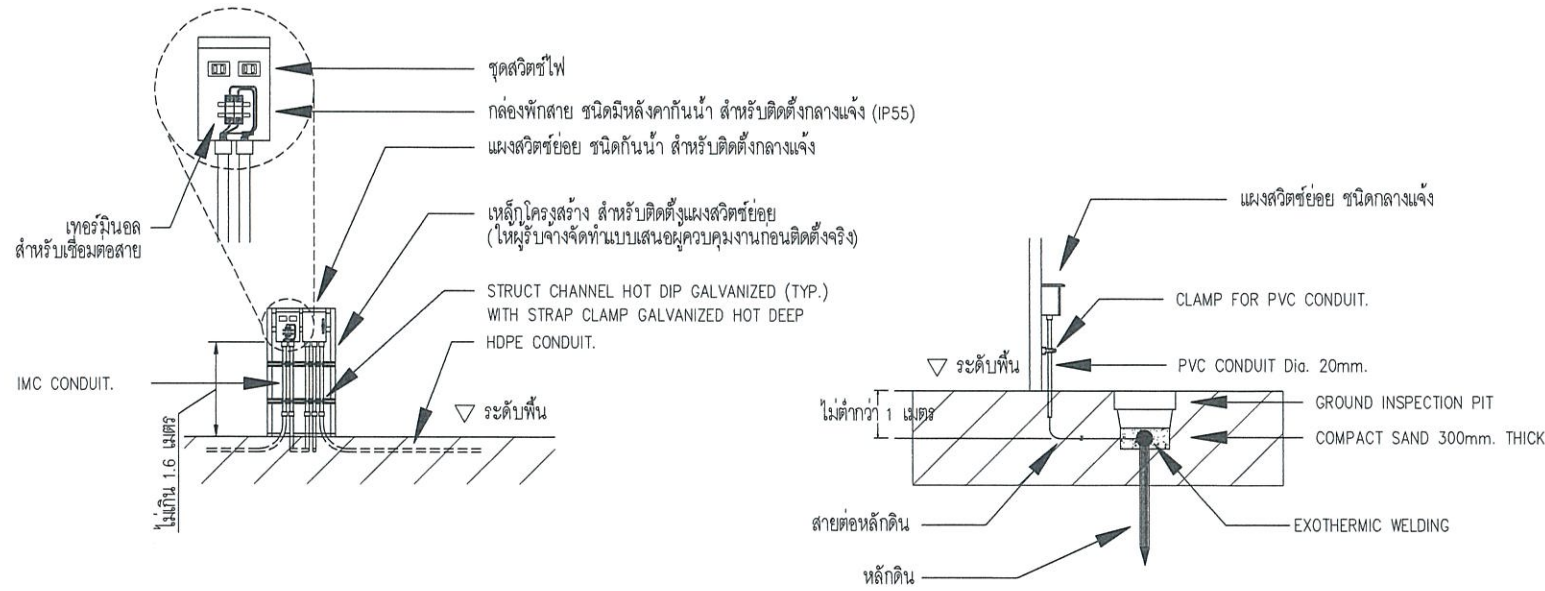 ชุดสวิตช์ไฟ
กล่องพักสาย ชนิดมีหลังคากันน้ำ สำหรับติดตั้งกลางแจ้ง (IP55)
แผงสวิตช์ย่อย ชนิดกันน้ำ สำหรับติดตั้งกลางแจ้ง
เหล็กโครงสร้าง สำหรับติดตั้งแผงสวิตช์ย่อย
(ให้ผู้รับจ้างจัดทำแบบเสนอผู้ควบคุมงานก่อนติดตั้งจริง)
เทอร์มินอล
สำหรับเชื่อมต่อสาย
STRUCT CHANNEL HOT DIP GALVANIZED (TYP.)
WITH STRAP CLAMP GALVANIZED HOT DEEP
HDPE CONDUIT.
IMC CONDUIT.
ระดับพื้น
ไม่เกิน 1.6 เมตร
แผงสวิตช์ย่อย ชนิดกลางแจ้ง
CLAMP FOR PVC CONDUIT.
ระดับพื้น
PVC CONDUIT Dia. 20mm.
ไม่ต่ำกว่า 1 เมตร
GROUND INSPECTION PIT
COMPACT SAND 300mm. THICK
สายต่อหลักดิน
EXOTHERMIC WELDING
หลักดิน